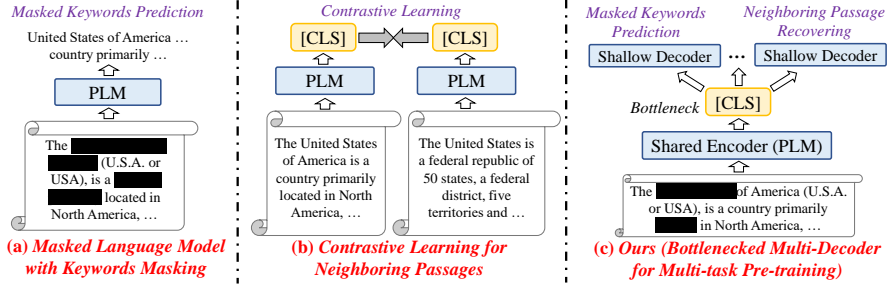 Masked Keywords Prediction
United States of America …
country primarily …
PLM
The
(U.S.A. or
USA), is a
located in
North America, …
(a) Masked Language Model
with Keywords Masking
Contrastive Learning
[CLS]
[CLS]
PLM
PLM
The United States
of America is a
country primarily
located in North
America, …
The United States is
a federal republic of
50 states, a federal
district, five
territories and …
(b) Contrastive Learning for
Neighboring Passages
Masked Keywords
Prediction
Neighboring Passage
Recovering
Shallow Decoder
…
Shallow Decoder
Bottleneck
[CLS]
Shared Encoder (PLM)
The of America (U.S.A.
or USA), is a country primarily
in North America, …
(c) Ours (Bottlenecked Multi-Decoder
for Multi-task Pre-training)